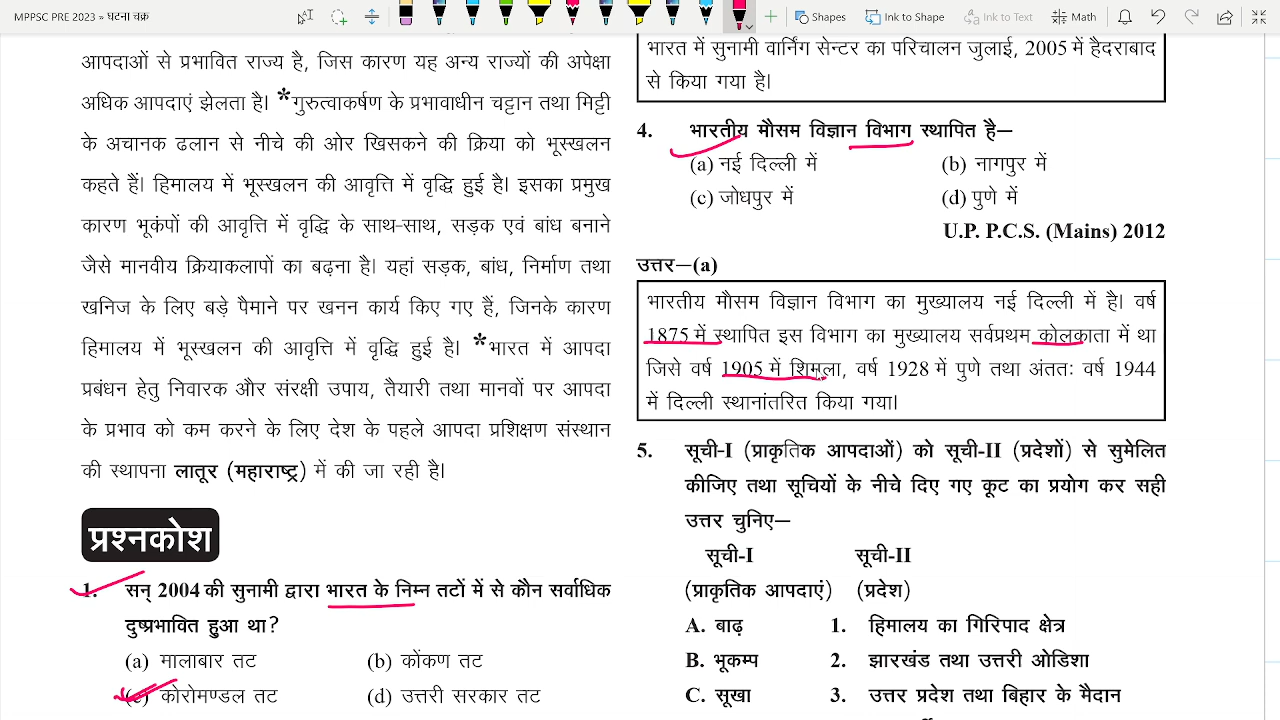 MPPSC PRE 2023 » घटना चक्र
Shapes
Ink to Shape
Ink to Text
Math
आपदाओं से प्रभावित राज्य है, जिस कारण यह अन्य राज्यों की अपेक्षा
अधिक आपदाएं झेलता है। *गुरुत्वाकर्षण के प्रभावाधीन चट्टान तथा मिट्टी
के अचानक ढलान से नीचे की ओर खिसकने की क्रिया को भूस्खलन
कहते हैं। हिमालय में भूस्खलन की आवृत्ति में वृद्धि हुई है। इसका प्रमुख
कारण भूकंपों की आवृत्ति में वृद्धि के साथ-साथ, सड़क एवं बांध बनाने
जैसे मानवीय क्रियाकलापों का बढ़ना है। यहां सड़क, बांध, निर्माण तथा
खनिज के लिए बड़े पैमाने पर खनन कार्य किए गए हैं, जिनके कारण
हिमालय में भूस्खलन की आवृत्ति में वृद्धि हुई है। *भारत में आपदा
प्रबंधन हेतु निवारक और संरक्षी उपाय, तैयारी तथा मानवों पर आपदा
के प्रभाव को कम करने के लिए देश के पहले आपदा प्रशिक्षण संस्थान
की स्थापना लातूर (महाराष्ट्र) में की जा रही है।
प्रश्नकोश
1. सन् 2004 की सुनामी द्वारा भारत के निम्न तटों में से कौन सर्वाधिक
दुष्प्रभावित हुआ था?
(a) मालाबार तट (b) कोंकण तट
(c) कोरोमण्डल तट (d) उत्तरी सरकार तट
भारत में सुनामी वार्निंग सेन्टर का परिचालन जुलाई, 2005 में हैदराबाद
से किया गया है।
4. भारतीय मौसम विज्ञान विभाग स्थापित है–
(a) नई दिल्ली में (b) नागपुर में
(c) जोधपुर में (d) पुणे में
U.P. P.C.S. (Mains) 2012
उत्तर–(a)
भारतीय मौसम विज्ञान विभाग का मुख्यालय नई दिल्ली में है। वर्ष
1875 में स्थापित इस विभाग का मुख्यालय सर्वप्रथम कोलकाता में था
जिसे वर्ष 1905 में शिमला, वर्ष 1928 में पुणे तथा अंततः वर्ष 1944
में दिल्ली स्थानांतरित किया गया।
5. सूची-I (प्राकृतिक आपदाओं) को सूची-II (प्रदेशों) से सुमेलित
कीजिए तथा सूचियों के नीचे दिए गए कूट का प्रयोग कर सही
उत्तर चुनिए–
सूची-I सूची-II
(प्राकृतिक आपदाएं) (प्रदेश)
A. बाढ़ 1. हिमालय का गिरिपाद क्षेत्र
B. भूकम्प 2. झारखंड तथा उत्तरी ओडिशा
C. सूखा 3. उत्तर प्रदेश तथा बिहार के मैदान